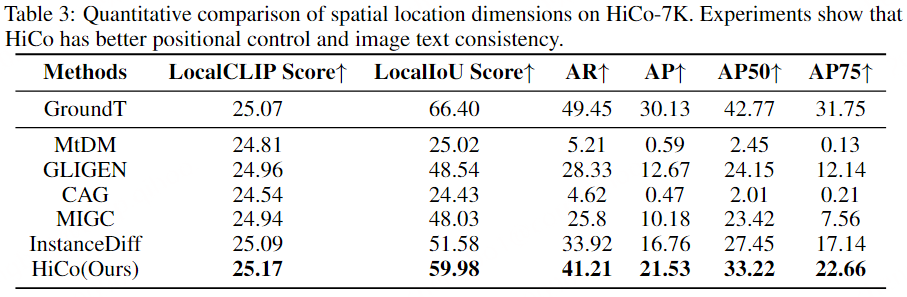 Table 3: Quantitative comparison of spatial location dimensions on HiCo-7K. Experiments show that
HiCo has better positional control and image text consistency.
Methods LocalCLIP Score↑ LocalIoU Score↑ AR↑ AP↑ AP50↑ AP75↑
GroundT 25.07 66.40 49.45 30.13 42.77 31.75
MtDM 24.81 25.02 5.21 0.59 2.45 0.13
GLIGEN 24.96 48.54 28.33 12.67 24.15 12.14
CAG 24.54 24.43 4.62 0.47 2.01 0.21
MIGC 24.94 48.03 25.8 10.18 23.42 7.56
InstanceDiff 25.09 51.58 33.92 16.76 27.45 17.14
HiCo(Ours) 25.17 59.98 41.21 21.53 33.22 22.66